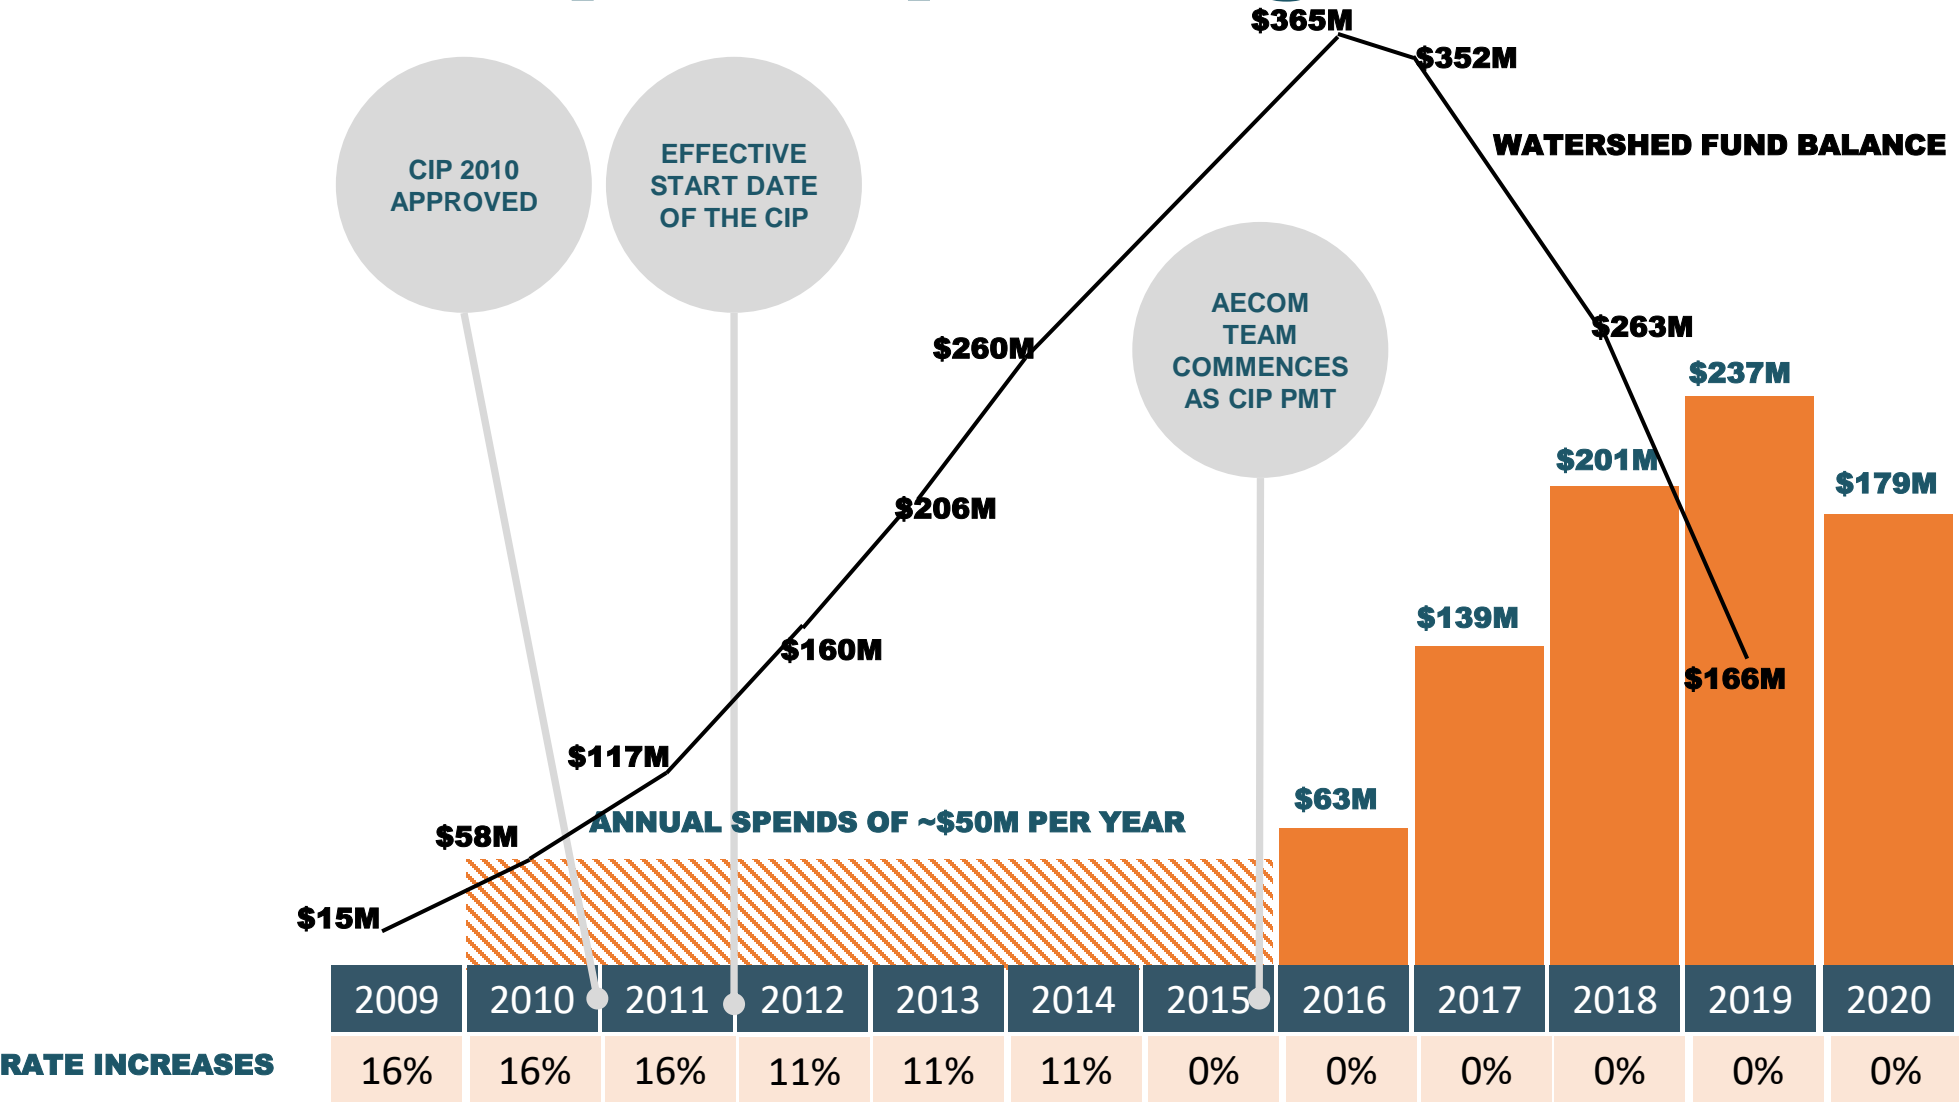 $365M
$352M
WATERSHED FUND BALANCE
CIP 2010
APPROVED
EFFECTIVE
START DATE
OF THE CIP
AECOM
TEAM
COMMENCES
AS CIP PMT
$260M
$263M
$237M
$201M
$179M
$206M
$139M
$160M
$166M
$117M
$63M
ANNUAL SPENDS OF ~$50M PER YEAR
$58M
$15M
2009 2010 2011 2012 2013 2014 2015 2016 2017 2018 2019 2020
RATE INCREASES 16% 16% 16% 11% 11% 11% 0% 0% 0% 0% 0% 0%